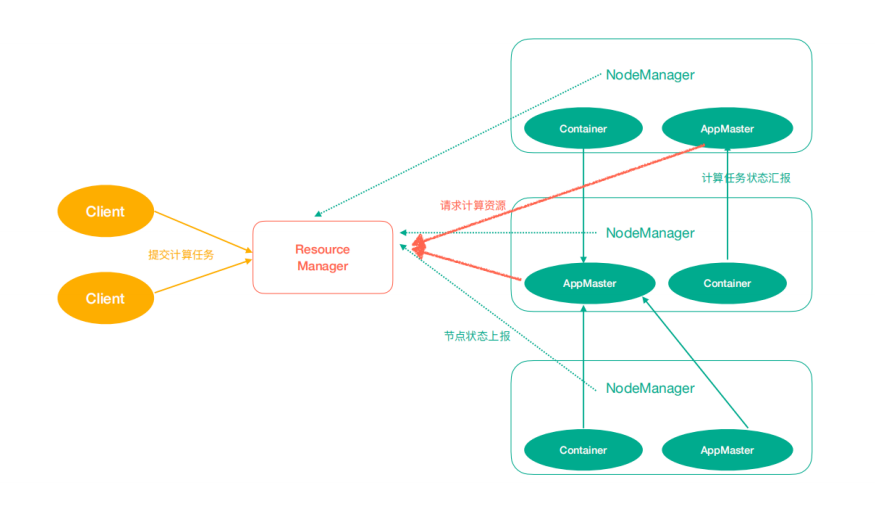 NodeManager
Container
AppMaster
计算任务状态汇报
请求计算资源
Client
提交计算任务
Client
Resource
Manager
NodeManager
AppMaster
Container
节点状态上报
NodeManager
Container
AppMaster